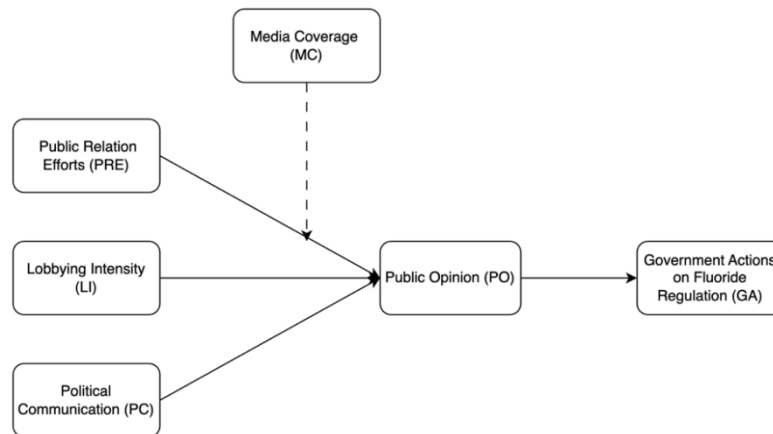 Media Coverage
(MC)
Public Relation
Efforts (PRE)
Lobbying Intensity
(LI)
Public Opinion (PO)
Government Actions
on Fluoride
Regulation (GA)
Political
Communication (PC)